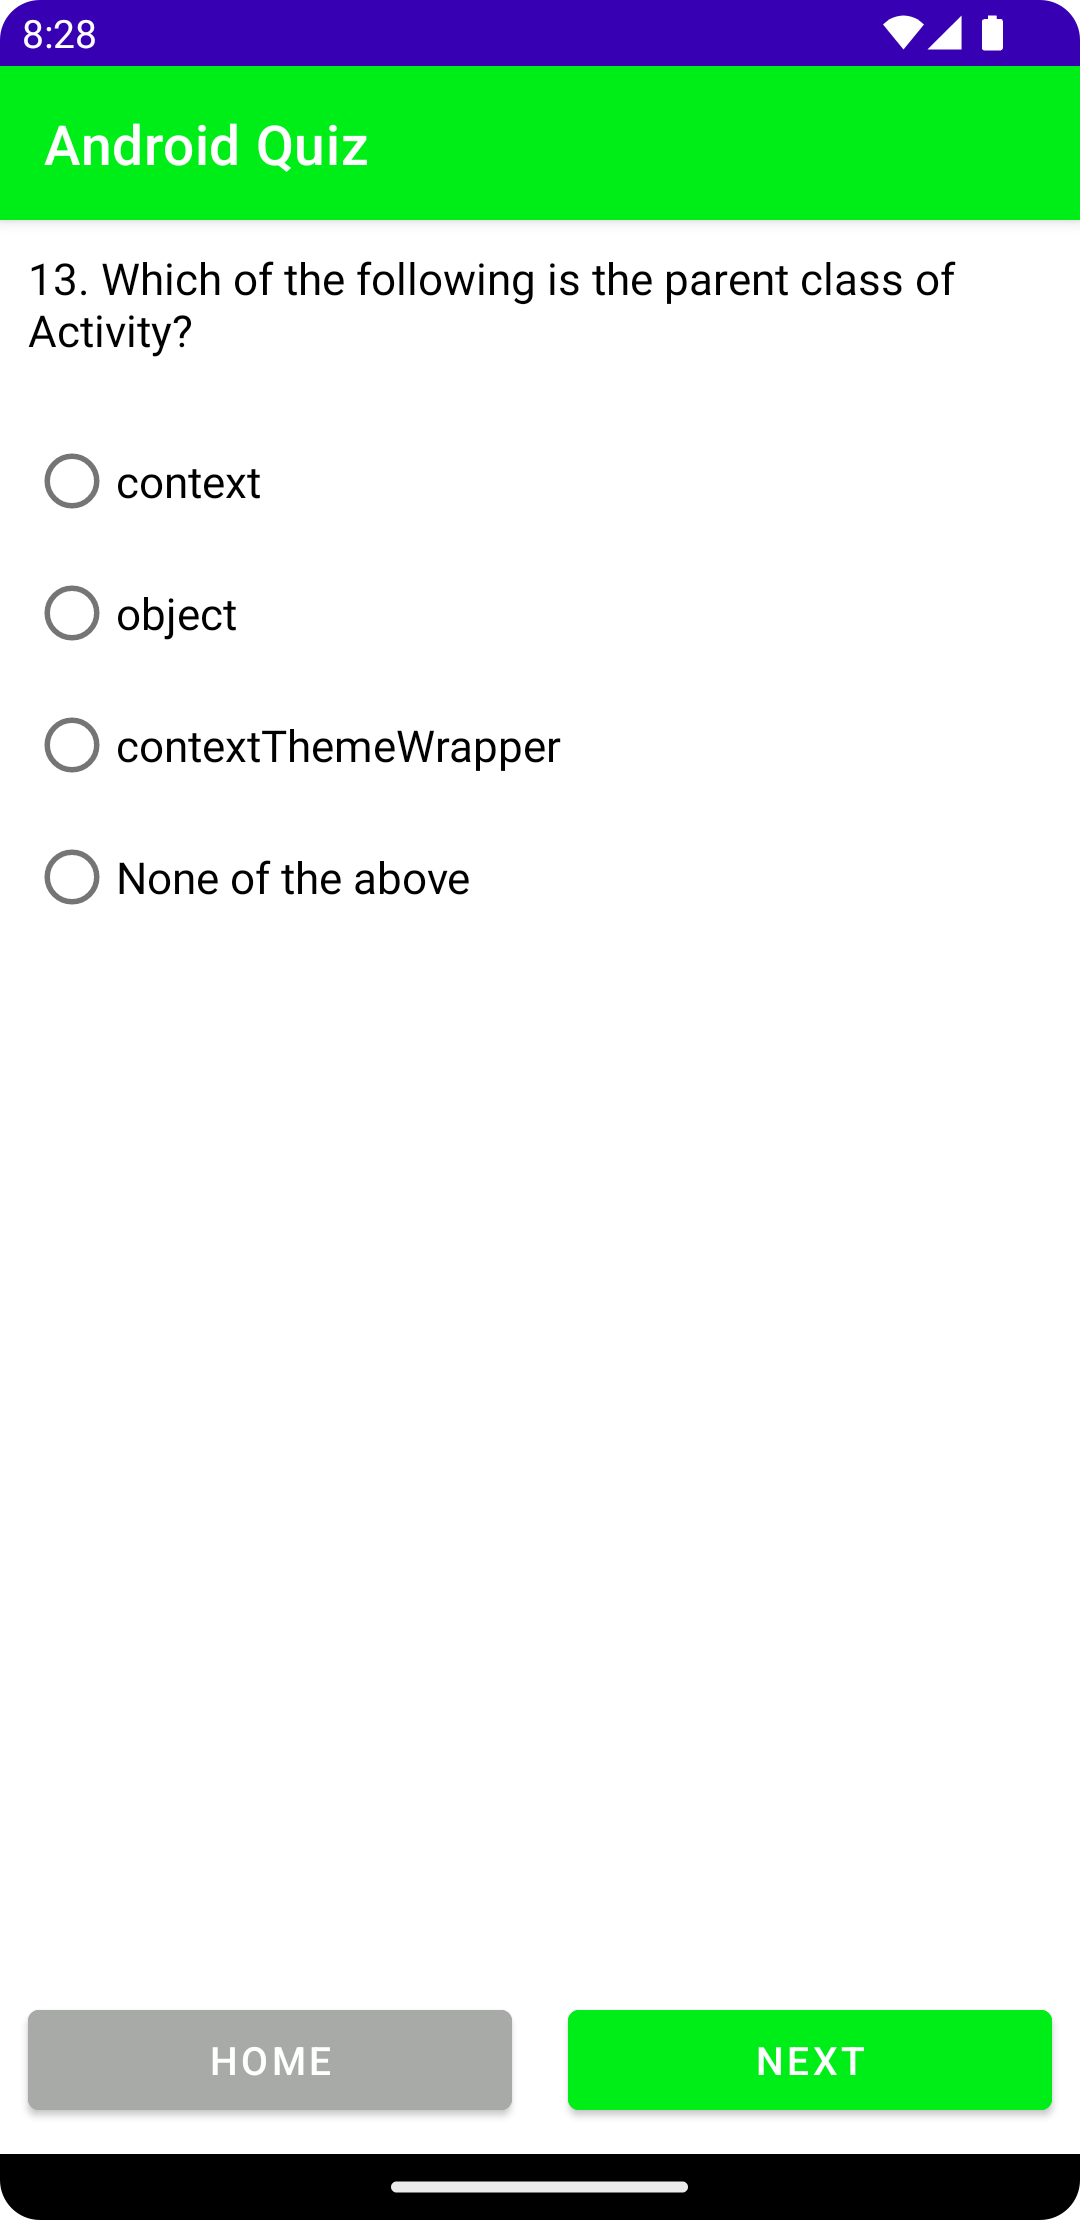 8:28
Android Quiz
13. Which of the following is the parent class of
Activity?
context
object
contextThemeWrapper
None of the above
HOME
NEXT